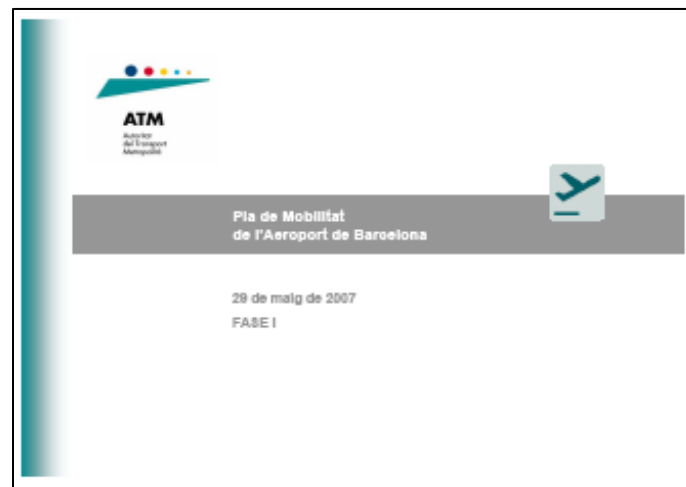 ATM
Autoritat
del Transport
Metropolità
Pla de Mobilitat
de l'Aeroport de Barcelona
29 de maig de 2007
FASE I